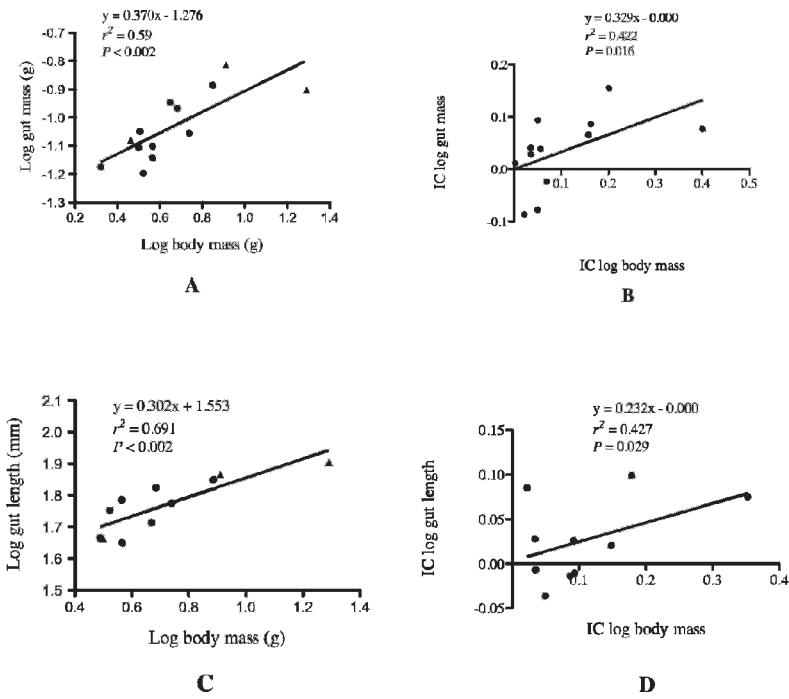 y = 0.370x - 1.276
r² = 0.59
P < 0.002
-0.7
-0.8
-0.9
-1.0
-1.1
-1.2
-1.3
Log gut mass (g)
0.2 0.4 0.6 0.8 1.0 1.2 1.4
Log body mass (g)
A
y = 0.329x - 0.000
r² = 0.422
P = 0.016
0.2
0.1
0.0
-0.1
IC log gut mass
0.1 0.2 0.3 0.4 0.5
IC log body mass
B
y = 0.302x + 1.553
r² = 0.691
P < 0.002
2.1
2.0
1.9
1.8
1.7
1.6
1.5
Log gut length (mm)
0.4 0.6 0.8 1.0 1.2 1.4
Log body mass (g)
C
y = 0.232x - 0.000
r² = 0.427
P = 0.029
0.15
0.10
0.05
0.00
-0.05
IC log gut length
0.1 0.2 0.3 0.4
IC log body mass
D